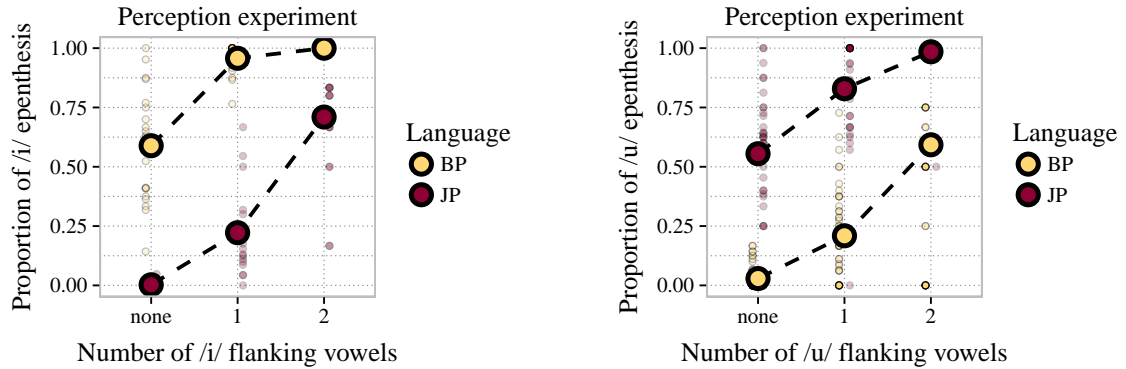 Perception experiment
Proportion of /i/ epenthesis
1.00
0.75
0.50
0.25
0.00
none
1
2
Number of /i/ flanking vowels
Language
BP
JP
Perception experiment
Proportion of /u/ epenthesis
1.00
0.75
0.50
0.25
0.00
none
1
2
Number of /u/ flanking vowels
Language
BP
JP